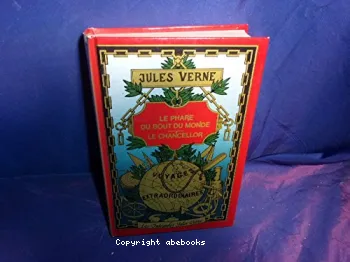 JULES VERNE
LE PHARE
DU BOUT DU MONDE
LE CHANCELLOR
VOYAGES
EXTRAORDINAIRES
Copyright abebooks